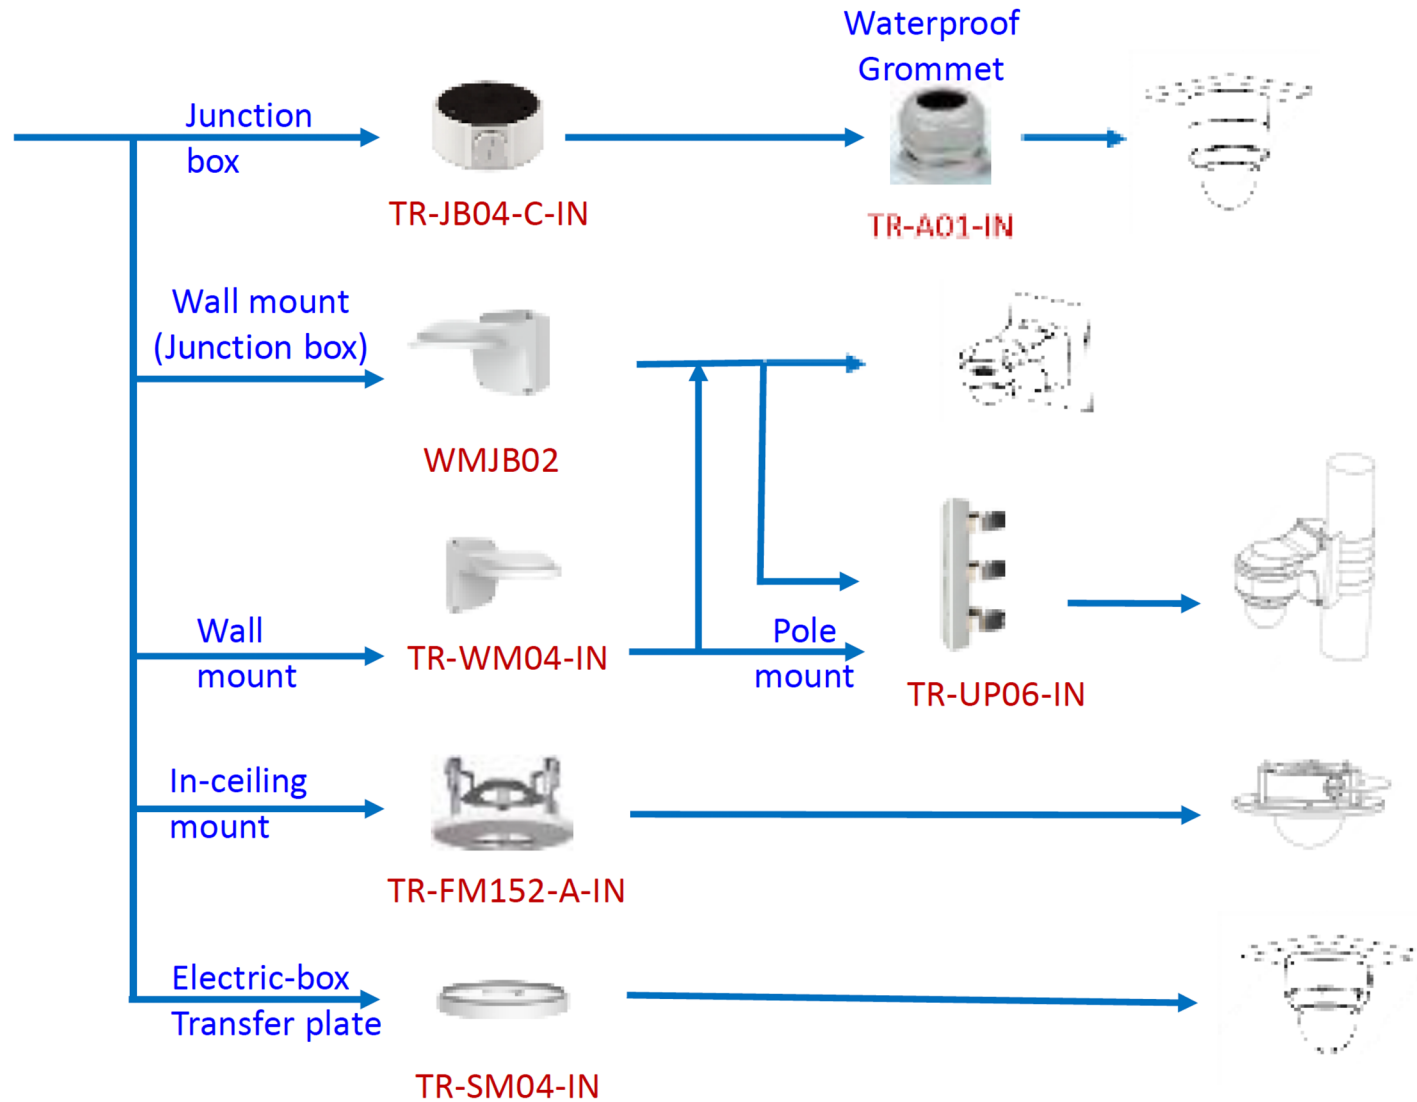 Waterproof
Grommet
Junction
box
TR-JB04-C-IN
TR-A01-IN
Wall mount
(Junction box)
WMJB02
Wall
mount
TR-WM04-IN
Pole
mount
TR-UP06-IN
In-ceiling
mount
TR-FM152-A-IN
Electric-box
Transfer plate
TR-SM04-IN